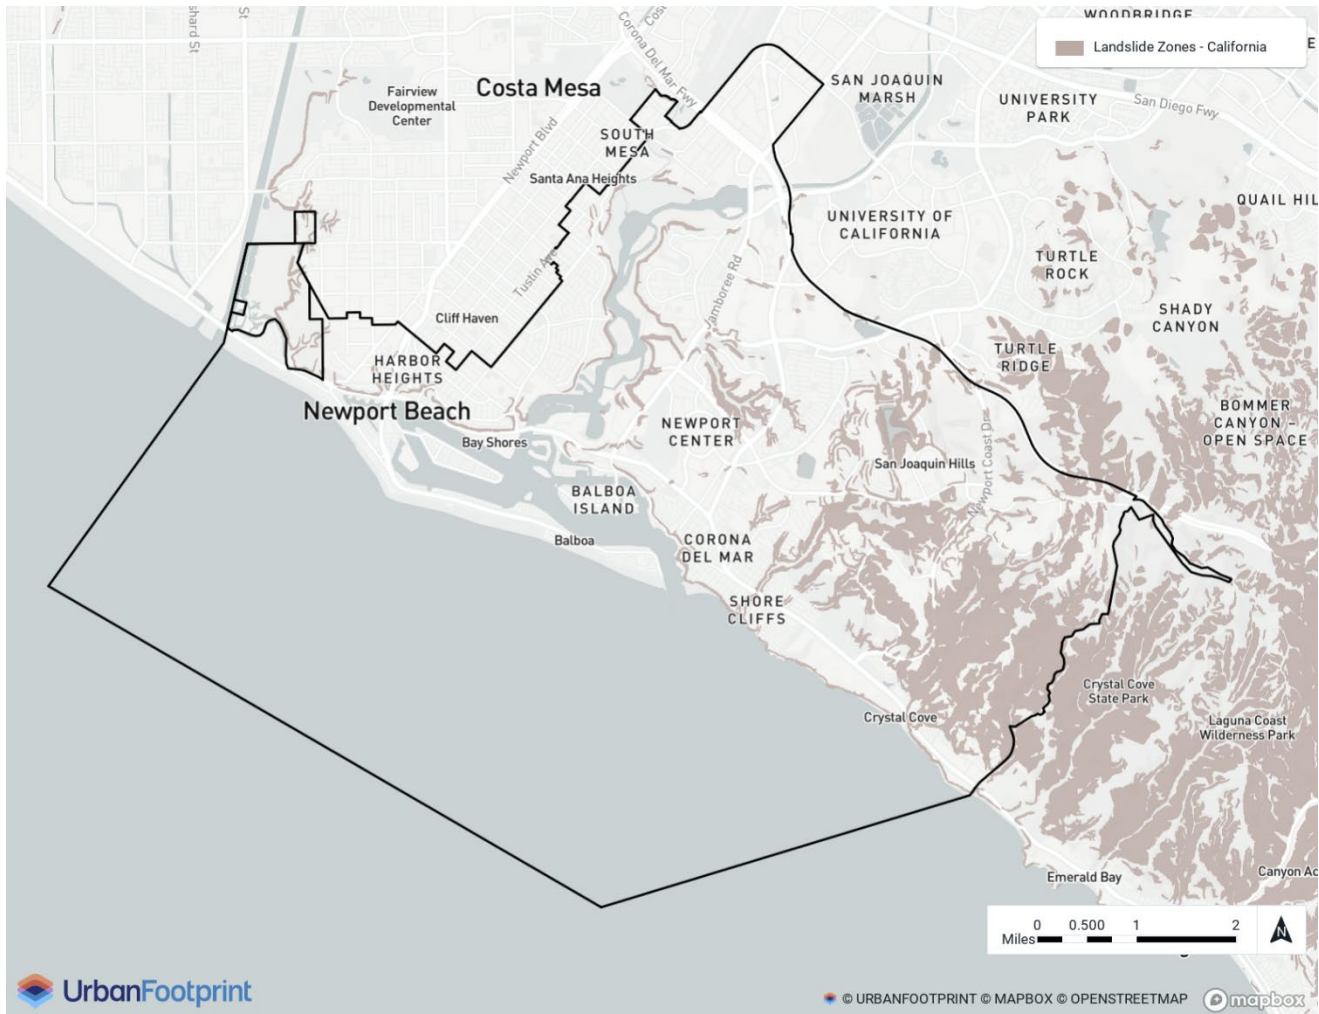 WOODBRIDGE
Landslide Zones - California
Corona Del Mar Fwy
St
Costa Mesa
Fairview
Developmental
Center
SAN JOAQUIN
MARSH
UNIVERSITY
PARK
San Diego Fwy
Newport Blvd
SOUTH
MESA
Santa Ana Heights
QUAIL HIL
UNIVERSITY OF
CALIFORNIA
TURTLE
ROCK
Tustin Ave
Jamboree Rd
SHADY
CANYON
Cliff Haven
TURTLE
RIDGE
HARBOR
HEIGHTS
Newport Beach
BOMMER
CANYON –
OPEN SPACE
NEWPORT
CENTER
Bay Shores
San Joaquin Hills
Newport Coast Dr
BALBOA
ISLAND
Balboa
CORONA
DEL MAR
SHORE
CLIFFS
Crystal Cove
State Park
Crystal Cove
Laguna Coast
Wilderness Park
Emerald Bay
Canyon Ac
0 0.500 1 2
Miles
N
UrbanFootprint
© URBANFOOTPRINT © MAPBOX © OPENSTREETMAP
mapbox